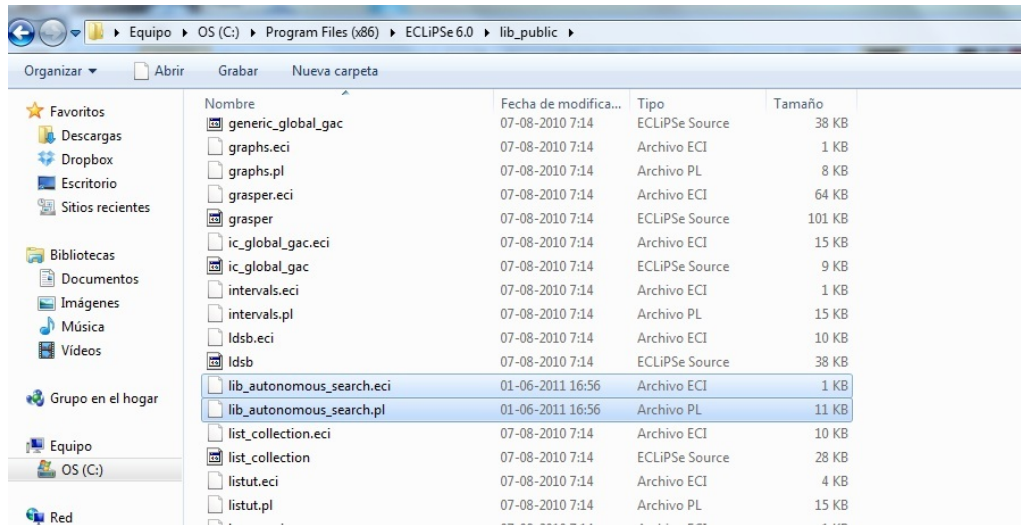 Equipo ▸ OS (C:) ▸ Program Files (x86) ▸ ECLiPSe 6.0 ▸ lib_public ▸
Organizar Abrir Grabar Nueva carpeta
Favoritos
Descargas
Dropbox
Escritorio
Sitios recientes
Bibliotecas
Documentos
Imágenes
Música
Vídeos
Grupo en el hogar
Equipo
OS (C:)
Red
Nombre Fecha de modifica... Tipo Tamaño
generic_global_gac 07-08-2010 7:14 ECLiPSe Source 38 KB
graphs.eci 07-08-2010 7:14 Archivo ECI 1 KB
graphs.pl 07-08-2010 7:14 Archivo PL 8 KB
grasper.eci 07-08-2010 7:14 Archivo ECI 64 KB
grasper 07-08-2010 7:14 ECLiPSe Source 101 KB
ic_global_gac.eci 07-08-2010 7:14 Archivo ECI 15 KB
ic_global_gac 07-08-2010 7:14 ECLiPSe Source 9 KB
intervals.eci 07-08-2010 7:14 Archivo ECI 1 KB
intervals.pl 07-08-2010 7:14 Archivo PL 15 KB
ldsb.eci 07-08-2010 7:14 Archivo ECI 10 KB
ldsb 07-08-2010 7:14 ECLiPSe Source 38 KB
lib_autonomous_search.eci 01-06-2011 16:56 Archivo ECI 1 KB
lib_autonomous_search.pl 01-06-2011 16:56 Archivo PL 11 KB
list_collection.eci 07-08-2010 7:14 Archivo ECI 10 KB
list_collection 07-08-2010 7:14 ECLiPSe Source 28 KB
listut.eci 07-08-2010 7:14 Archivo ECI 4 KB
listut.pl 07-08-2010 7:14 Archivo PL 15 KB